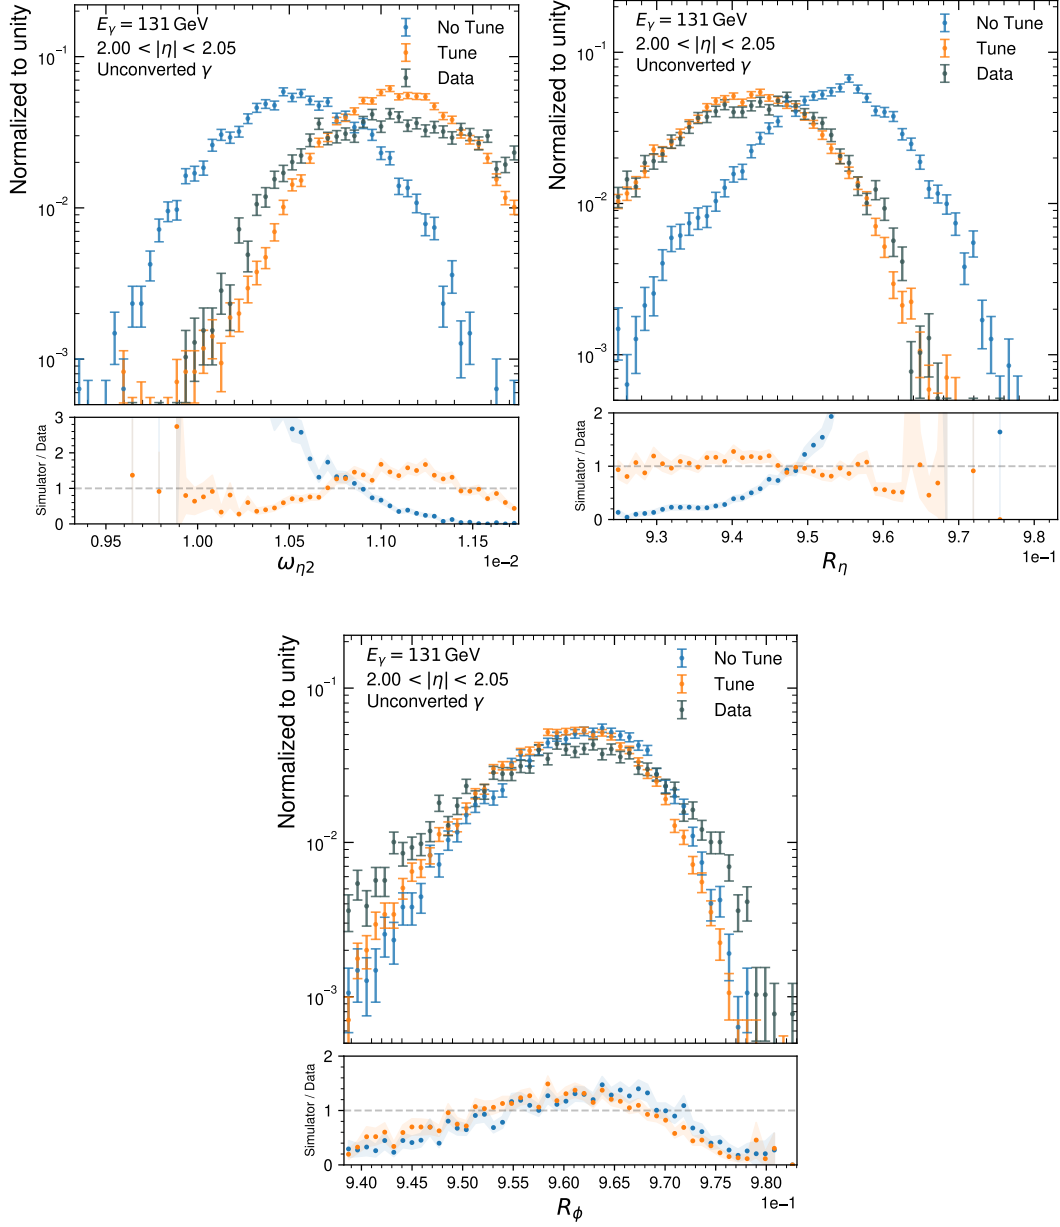 E_γ = 131 GeV
2.00 < |η| < 2.05
Unconverted γ
No Tune
Tune
Data
Normalized to unity
10⁻¹
10⁻²
10⁻³
Simulator / Data
3
2
1
0
0.95 1.00 1.05 1.10 1.15
1e−2
ω_η2
E_γ = 131 GeV
2.00 < |η| < 2.05
Unconverted γ
No Tune
Tune
Data
Normalized to unity
10⁻¹
10⁻²
10⁻³
Simulator / Data
2
1
0
9.3 9.4 9.5 9.6 9.7 9.8
1e−1
R_η
E_γ = 131 GeV
2.00 < |η| < 2.05
Unconverted γ
No Tune
Tune
Data
Normalized to unity
10⁻¹
10⁻²
10⁻³
Simulator / Data
2
1
0
9.40 9.45 9.50 9.55 9.60 9.65 9.70 9.75 9.80
1e−1
R_ϕ